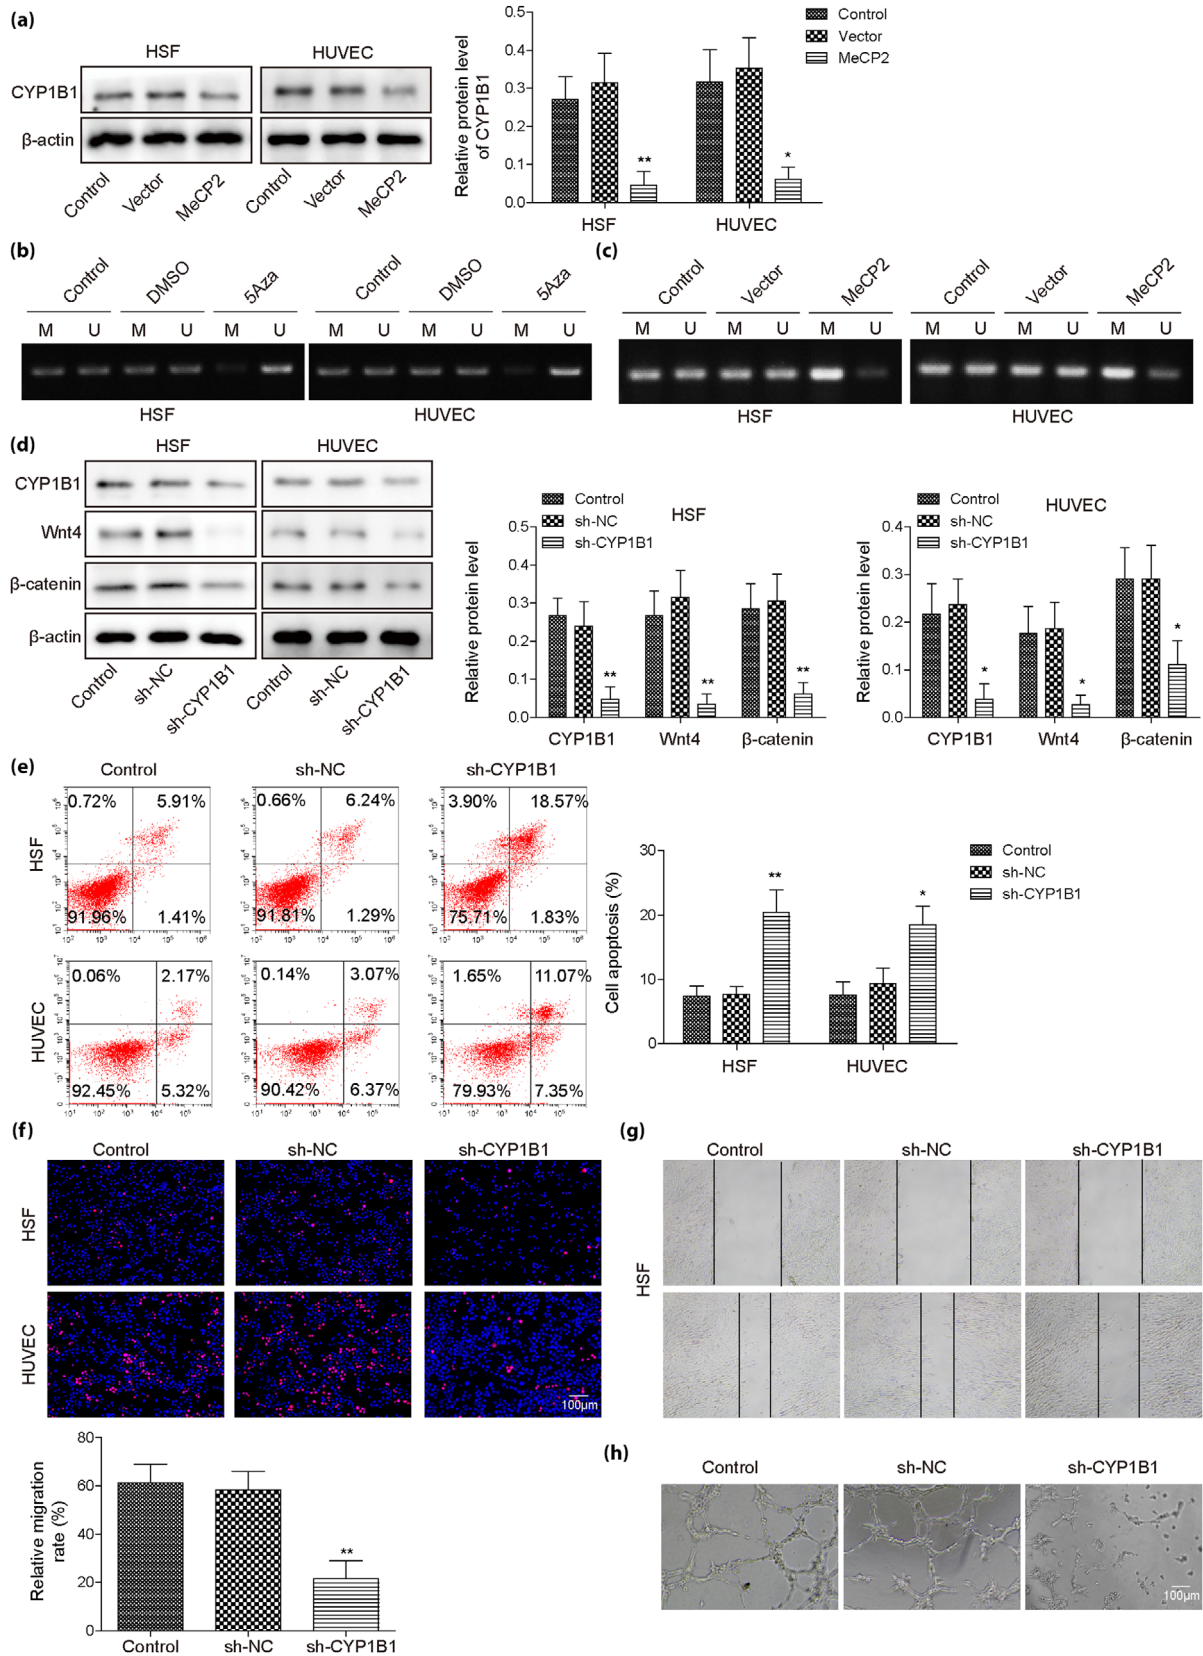 (a)
HSF HUVEC
CYP1B1
β-actin
Control Vector MeCP2 Control Vector MeCP2
Relative protein level
of CYP1B1
0.5
0.4
0.3
0.2
0.1
0.0
** *
HSF HUVEC
Control
Vector
MeCP2
(b)
Control DMSO 5Aza Control DMSO 5Aza
M U M U M U M U M U M U
HSF HUVEC
(c)
Control Vector MeCP2 Control Vector MeCP2
M U M U M U M U M U M U
HSF HUVEC
(d)
HSF HUVEC
CYP1B1
Wnt4
β-catenin
β-actin
Control sh-NC sh-CYP1B1 Control sh-NC sh-CYP1B1
Control
sh-NC
sh-CYP1B1
HSF
Relative protein level
0.5
0.4
0.3
0.2
0.1
0.0
** ** **
CYP1B1 Wnt4 β-catenin
Control
sh-NC
sh-CYP1B1
HUVEC
Relative protein level
0.4
0.3
0.2
0.1
0.0
* * *
CYP1B1 Wnt4 β-catenin
(e)
Control sh-NC sh-CYP1B1
HSF
0.72% 5.91% 0.66% 6.24% 3.90% 18.57%
91.96% 1.41% 91.81% 1.29% 75.71% 1.83%
HUVEC
0.06% 2.17% 0.14% 3.07% 1.65% 11.07%
92.45% 5.32% 90.42% 6.37% 79.93% 7.35%
Cell apoptosis (%)
30
20
10
0
** *
HSF HUVEC
Control
sh-NC
sh-CYP1B1
(f)
Control sh-NC sh-CYP1B1
HSF
HUVEC
100μm
Relative migration
rate (%)
80
60
40
20
0
**
Control sh-NC sh-CYP1B1
(g)
Control sh-NC sh-CYP1B1
HSF
(h)
Control sh-NC sh-CYP1B1
100μm